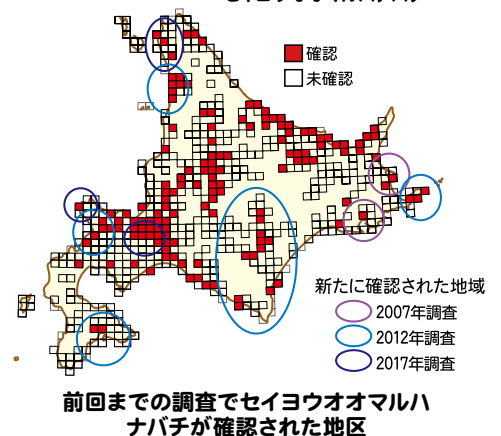 確認
未確認
新たに確認された地域
2007年調査
2012年調査
2017年調査
前回までの調査でセイヨウオオマルハ
ナバチが確認された地区